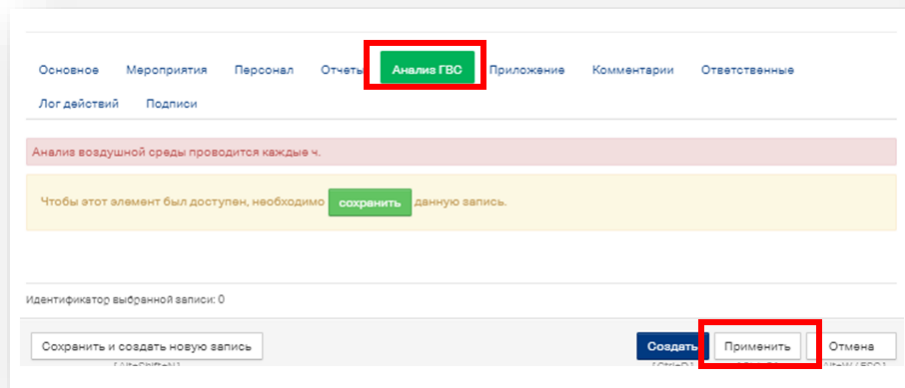 Основное Мероприятия Персонал Отчеты Анализ ГВС Приложение Комментарии Ответственные
Лог действий Подписи
Анализ воздушной среды проводится каждые ч.
Чтобы этот элемент был доступен, необходимо сохранить данную запись.
Идентификатор выбранной записи: 0
Сохранить и создать новую запись Создать Применить Отмена